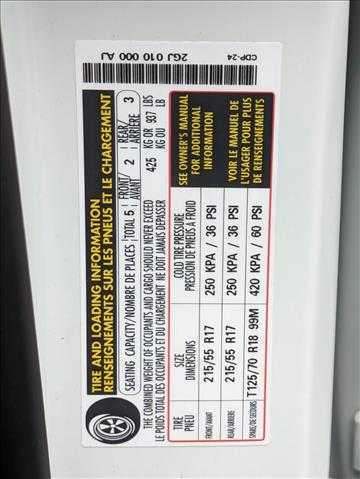 CDP-24
2GJ 010 000 AJ
TIRE AND LOADING INFORMATION
RENSEIGNEMENTS SUR LES PNEUS ET LE CHARGEMENT
SEATING CAPACITY/NOMBRE DE PLACES TOTAL 5 FRONT/AVANT 2 REAR/ARRIÈRE 3
THE COMBINED WEIGHT OF OCCUPANTS AND CARGO SHOULD NEVER EXCEED 425 KG OR 937 LBS
LE POIDS TOTAL DES OCCUPANTS ET DU CHARGEMENT NE DOIT JAMAIS DÉPASSER 425 KG OU 937 LB
TIRE PNEU SIZE DIMENSIONS COLD TIRE PRESSURE PRESSION DE PNEUS À FROID
FRONT/AVANT 215/55 R17 250 KPA / 36 PSI
REAR/ARRIERE 215/55 R17 250 KPA / 36 PSI
SPARE/DE SECOURS T125/70 R18 99M 420 KPA / 60 PSI
SEE OWNER'S MANUAL
FOR ADDITIONAL
INFORMATION
VOIR LE MANUEL DE
L'USAGER POUR PLUS
DE RENSEIGNEMENTS